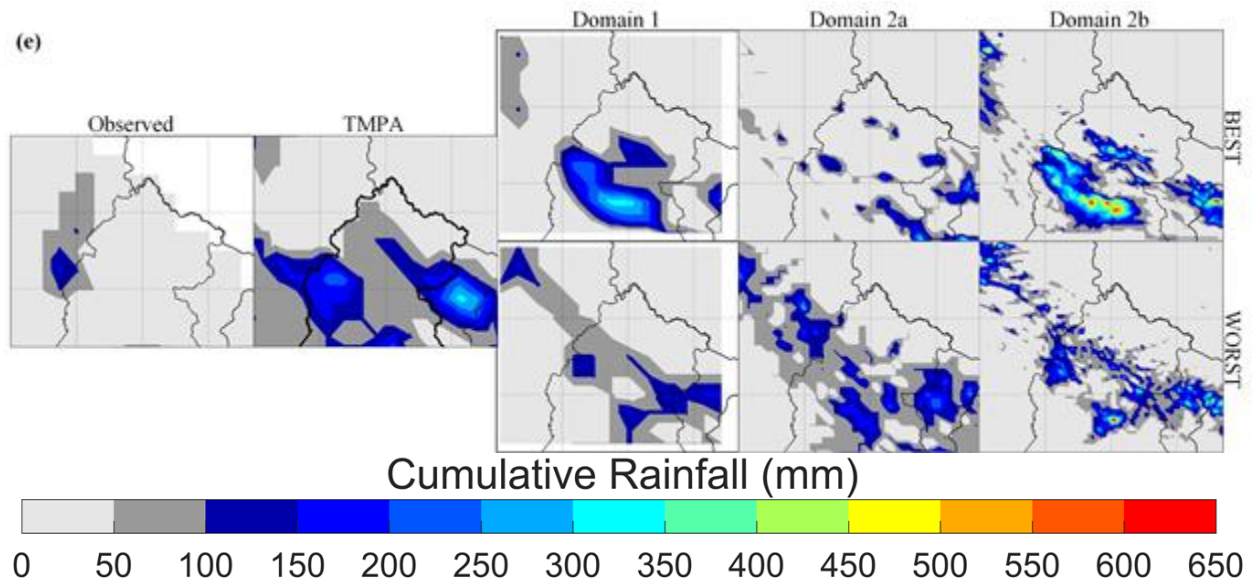 (e)
Domain 1 Domain 2a Domain 2b
Observed TMPA
BEST
WORST
Cumulative Rainfall (mm)
0 50 100 150 200 250 300 350 400 450 500 550 600 650